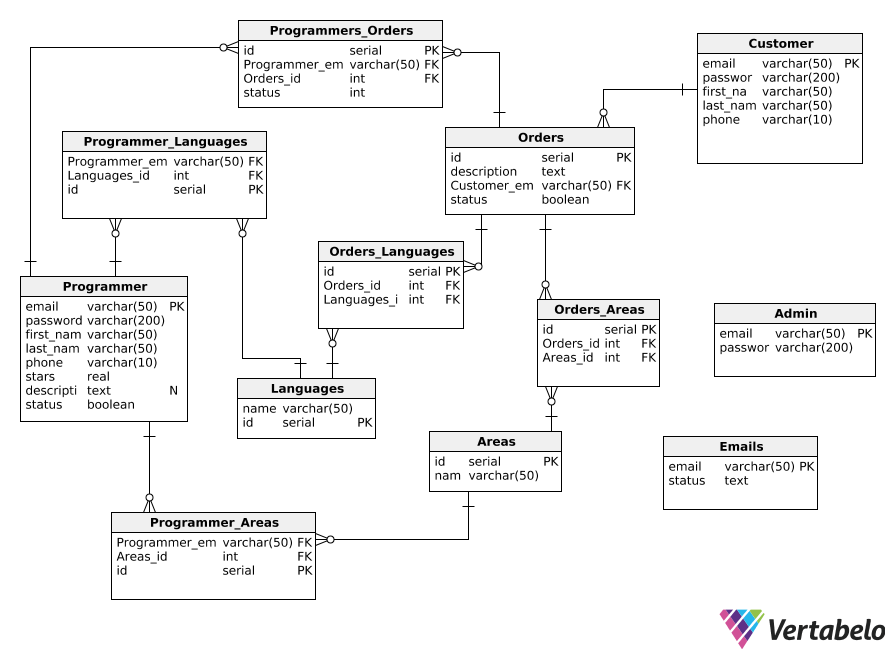 Programmers_Orders
id serial PK
Programmer_em varchar(50) FK
Orders_id int FK
status int
Customer
email varchar(50) PK
passwor varchar(200)
first_na varchar(50)
last_nam varchar(50)
phone varchar(10)
Programmer_Languages
Programmer_em varchar(50) FK
Languages_id int FK
id serial PK
Orders
id serial PK
description text
Customer_em varchar(50) FK
status boolean
Orders_Languages
id serial PK
Orders_id int FK
Languages_i int FK
Programmer
email varchar(50) PK
password varchar(200)
first_nam varchar(50)
last_nam varchar(50)
phone varchar(10)
stars real
descripti text N
status boolean
Orders_Areas
id serial PK
Orders_id int FK
Areas_id int FK
Admin
email varchar(50) PK
passwor varchar(200)
Languages
name varchar(50)
id serial PK
Areas
id serial PK
nam varchar(50)
Emails
email varchar(50) PK
status text
Programmer_Areas
Programmer_em varchar(50) FK
Areas_id int FK
id serial PK
Vertabelo